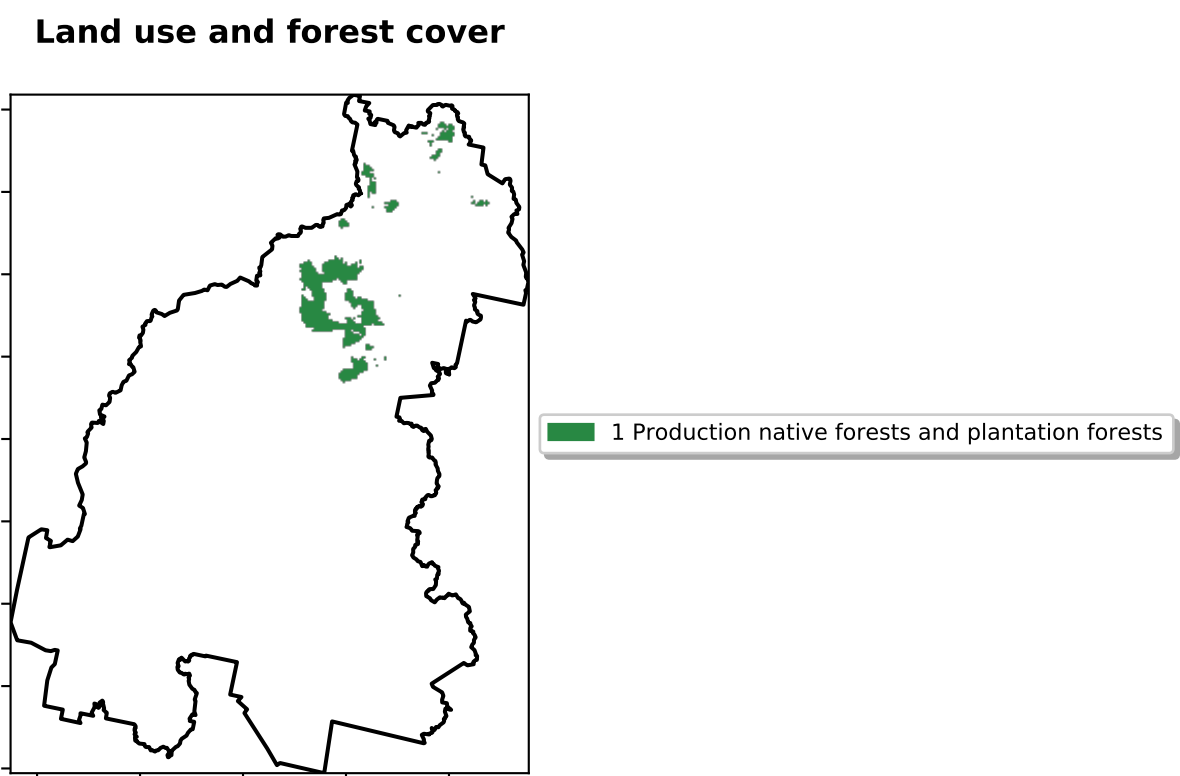 Land use and forest cover
1 Production native forests and plantation forests